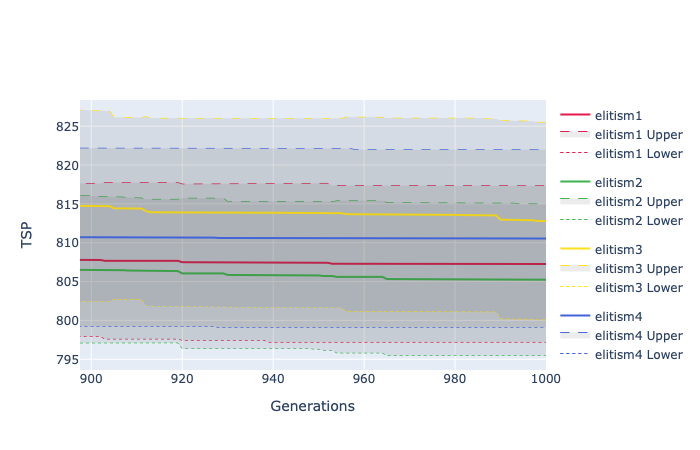 825
820
815
810
805
800
795
TSP
900
920
940
960
980
1000
Generations
elitism1
elitism1 Upper
elitism1 Lower
elitism2
elitism2 Upper
elitism2 Lower
elitism3
elitism3 Upper
elitism3 Lower
elitism4
elitism4 Upper
elitism4 Lower